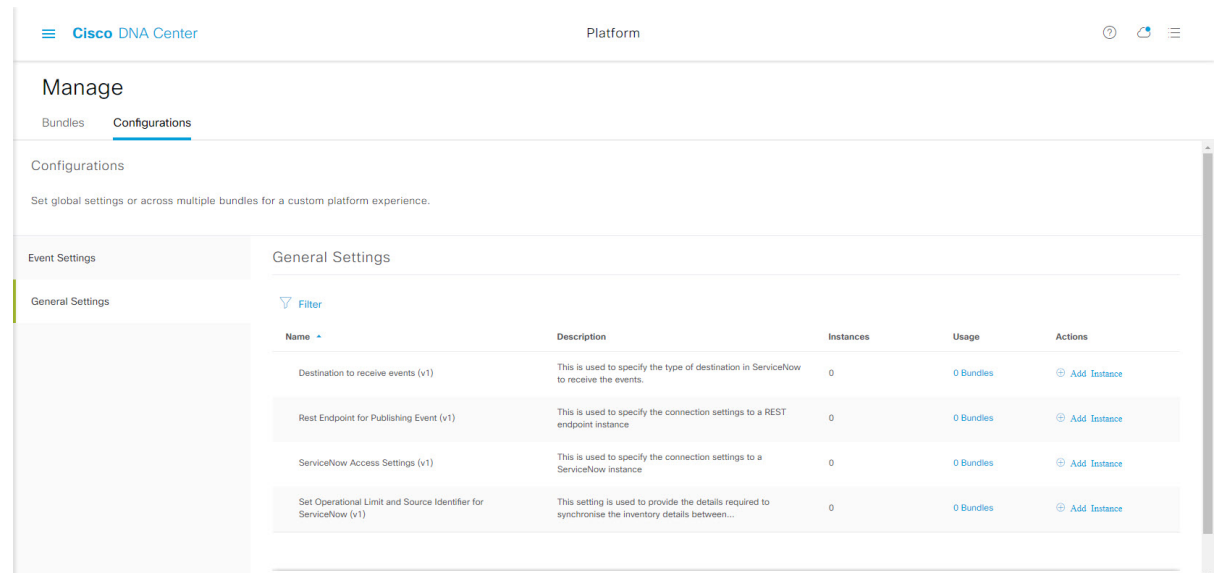 Cisco DNA Center
Platform
Manage
Bundles
Configurations
Configurations
Set global settings or across multiple bundles for a custom platform experience.
Event Settings
General Settings
General Settings
Filter
Name Description Instances Usage Actions
Destination to receive events (v1)
This is used to specify the type of destination in ServiceNow
to receive the events.
0
0 Bundles
Add Instance
Rest Endpoint for Publishing Event (v1)
This is used to specify the connection settings to a REST
endpoint instance
0
0 Bundles
Add Instance
ServiceNow Access Settings (v1)
This is used to specify the connection settings to a
ServiceNow instance
0
0 Bundles
Add Instance
Set Operational Limit and Source Identifier for
ServiceNow (v1)
This setting is used to provide the details required to
synchronise the inventory details between...
0
0 Bundles
Add Instance